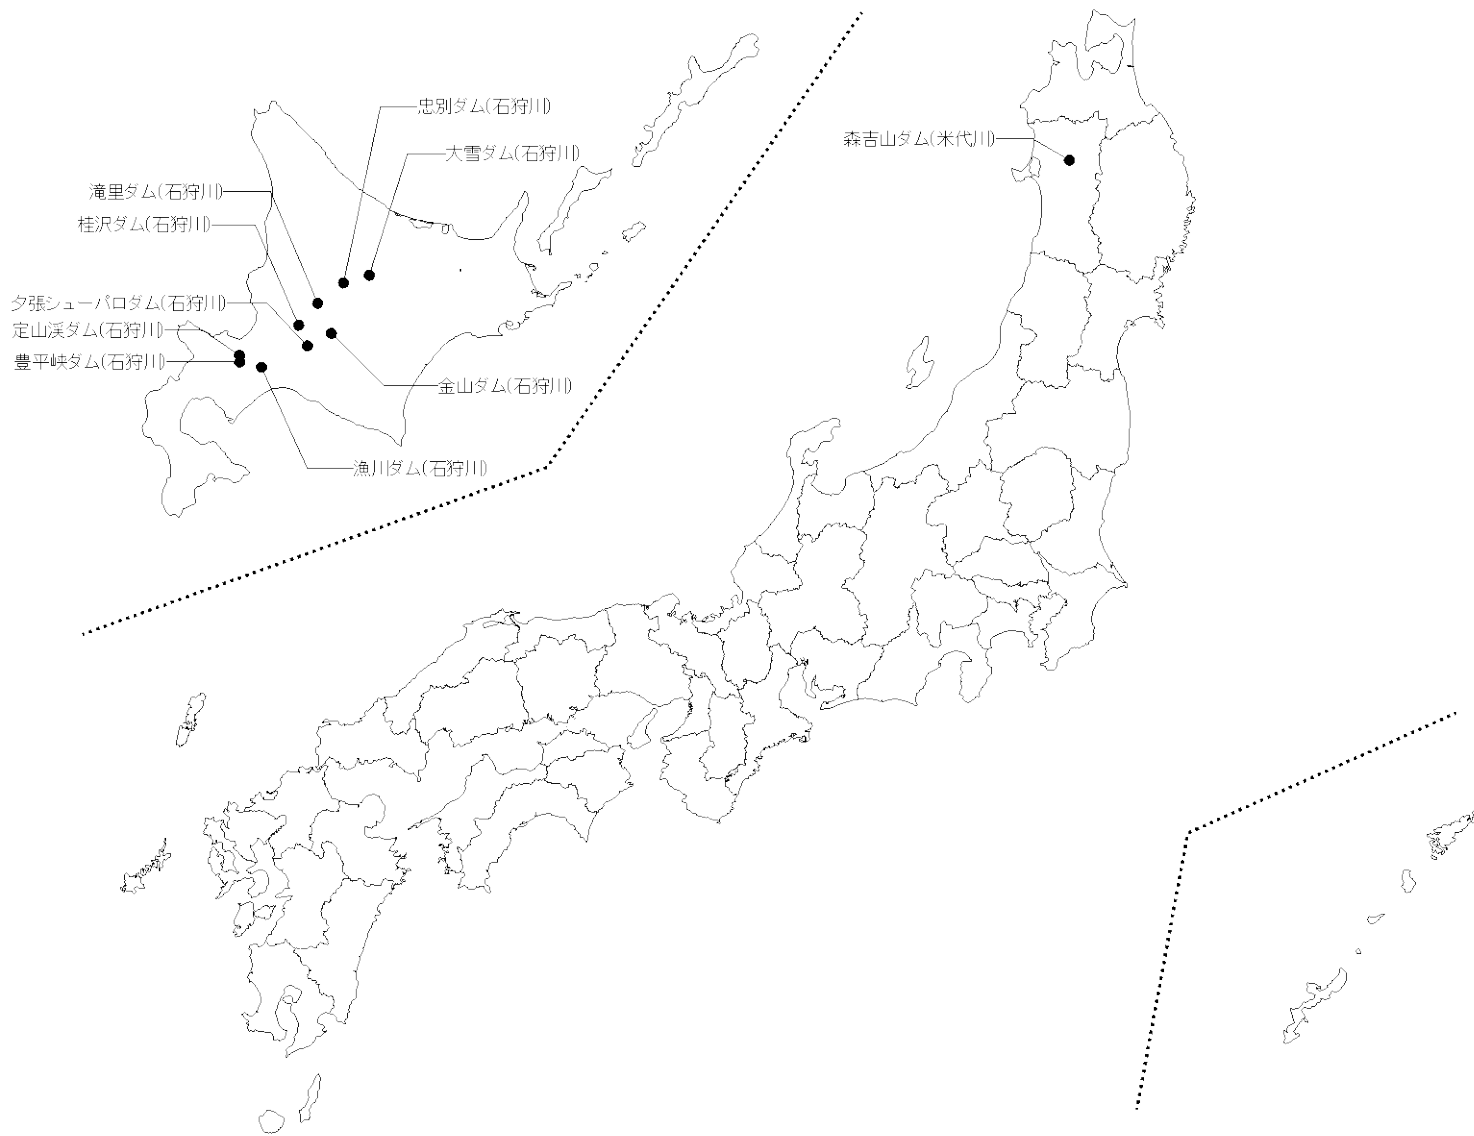 忠別ダム(石狩川)
森吉山ダム(米代川)
大雪ダム(石狩川)
滝里ダム(石狩川)
桂沢ダム(石狩川)
夕張シューパロダム(石狩川)
定山渓ダム(石狩川)
豊平峡ダム(石狩川)
金山ダム(石狩川)
漁川ダム(石狩川)